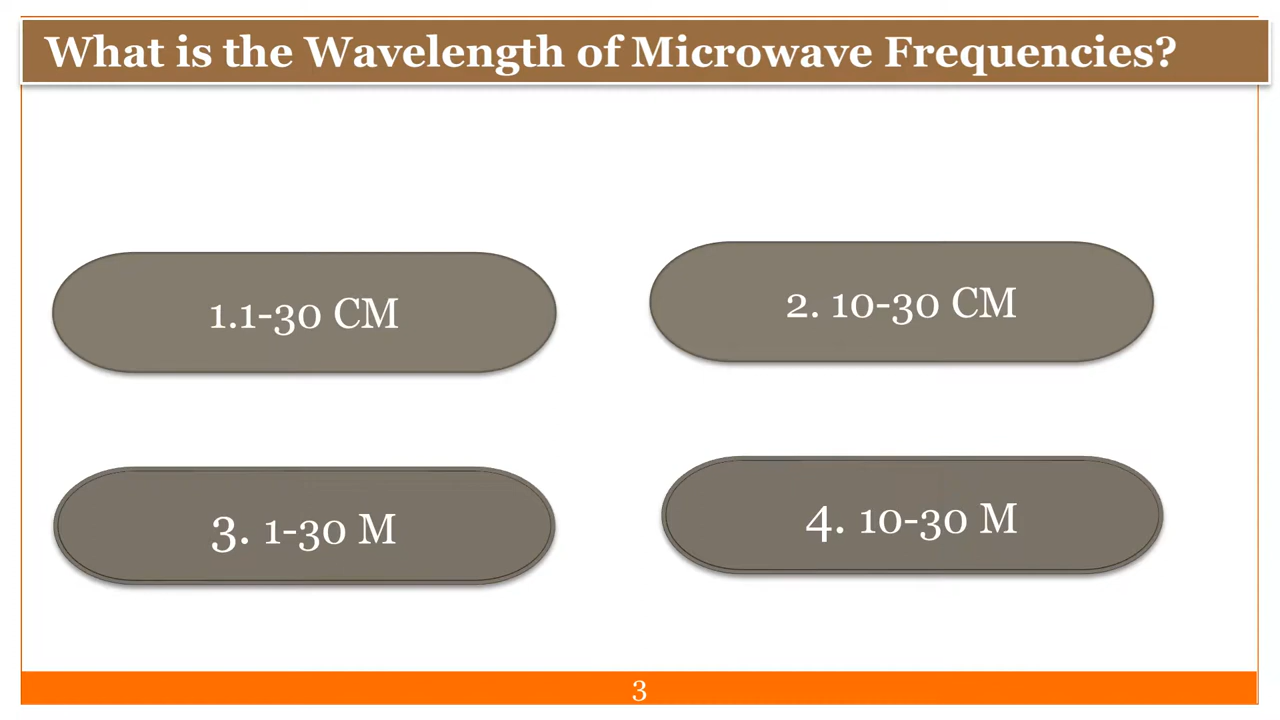 What is the Wavelength of Microwave Frequencies?
1.1-30 CM
2. 10-30 CM
3. 1-30 M
4. 10-30 M
3